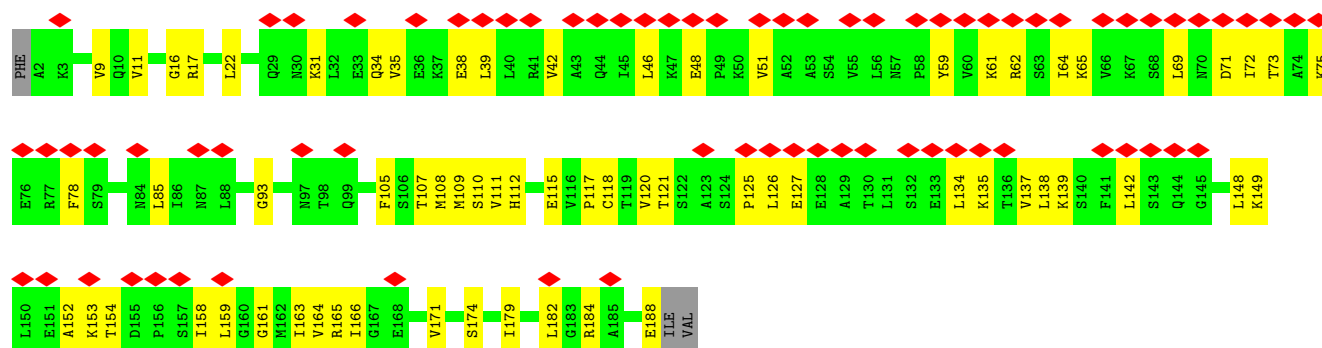 PHE A2 K3 V9 Q10 V11 G16 R17 L22 Q29 N30 K31 L32 E33 Q34 V35 E36 K37 E38 L39 L40 R41 V42 A43 Q44 I45 L46 K47 E48 P49 K50 V51 A52 A53 S54 V55 L56 N57 P58 Y59 V60 K61 R62 S63 I64 K65 V66 K67 S68 L69 N70 D71 I72 T73 A74 K75
E76 R77 F78 S79 N84 L85 I86 N87 L88 G93 N97 T98 Q99 F105 S106 T107 M108 M109 S110 V111 H112 E115 V116 P117 C118 T119 V120 T121 S122 A123 S124 P125 L126 E127 E128 A129 T130 L131 S132 E133 L134 K135 T136 V137 L138 K139 S140 F141 L142 S143 Q144 G145 L148 K149
L150 E151 A152 K153 T154 D155 P156 S157 I158 L159 G160 G161 M162 I163 V164 R165 I166 G167 E168 V171 S174 I179 L182 G183 R184 A185 E188 ILE VAL